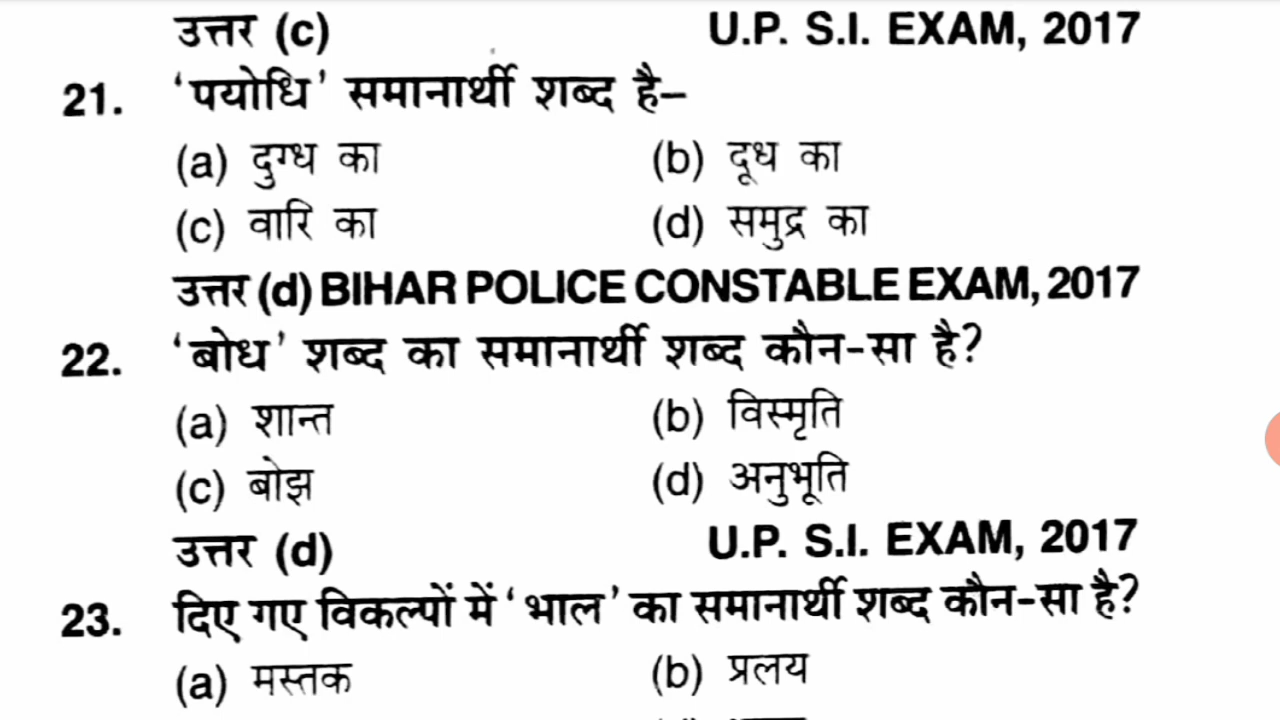 उत्तर (c) U.P. S.I. EXAM, 2017
21. ‘पयोधि’ समानार्थी शब्द है–
(a) दुग्ध का (b) दूध का
(c) वारि का (d) समुद्र का
उत्तर (d) BIHAR POLICE CONSTABLE EXAM, 2017
22. ‘बोध’ शब्द का समानार्थी शब्द कौन-सा है?
(a) शान्त (b) विस्मृति
(c) बोझ (d) अनुभूति
उत्तर (d) U.P. S.I. EXAM, 2017
23. दिए गए विकल्पों में ‘भाल’ का समानार्थी शब्द कौन-सा है?
(a) मस्तक (b) प्रलय